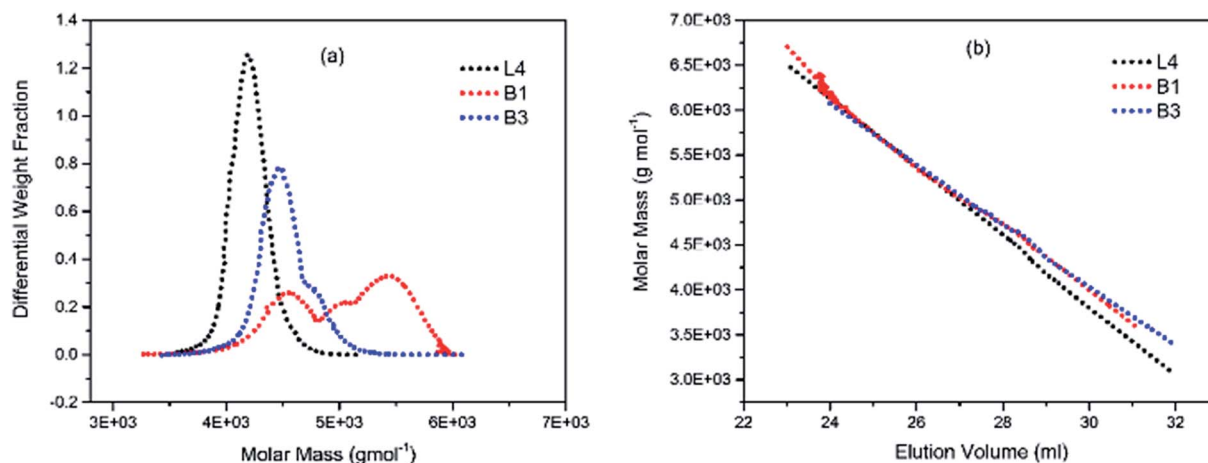 (a)
L4
B1
B3
Differential Weight Fraction
1.4
1.2
1.0
0.8
0.6
0.4
0.2
0.0
-0.2
3E+03
4E+03
5E+03
6E+03
7E+03
Molar Mass (gmol⁻¹)
(b)
L4
B1
B3
Molar Mass (g mol⁻¹)
7.0E+03
6.5E+03
6.0E+03
5.5E+03
5.0E+03
4.5E+03
4.0E+03
3.5E+03
3.0E+03
22
24
26
28
30
32
Elution Volume (ml)